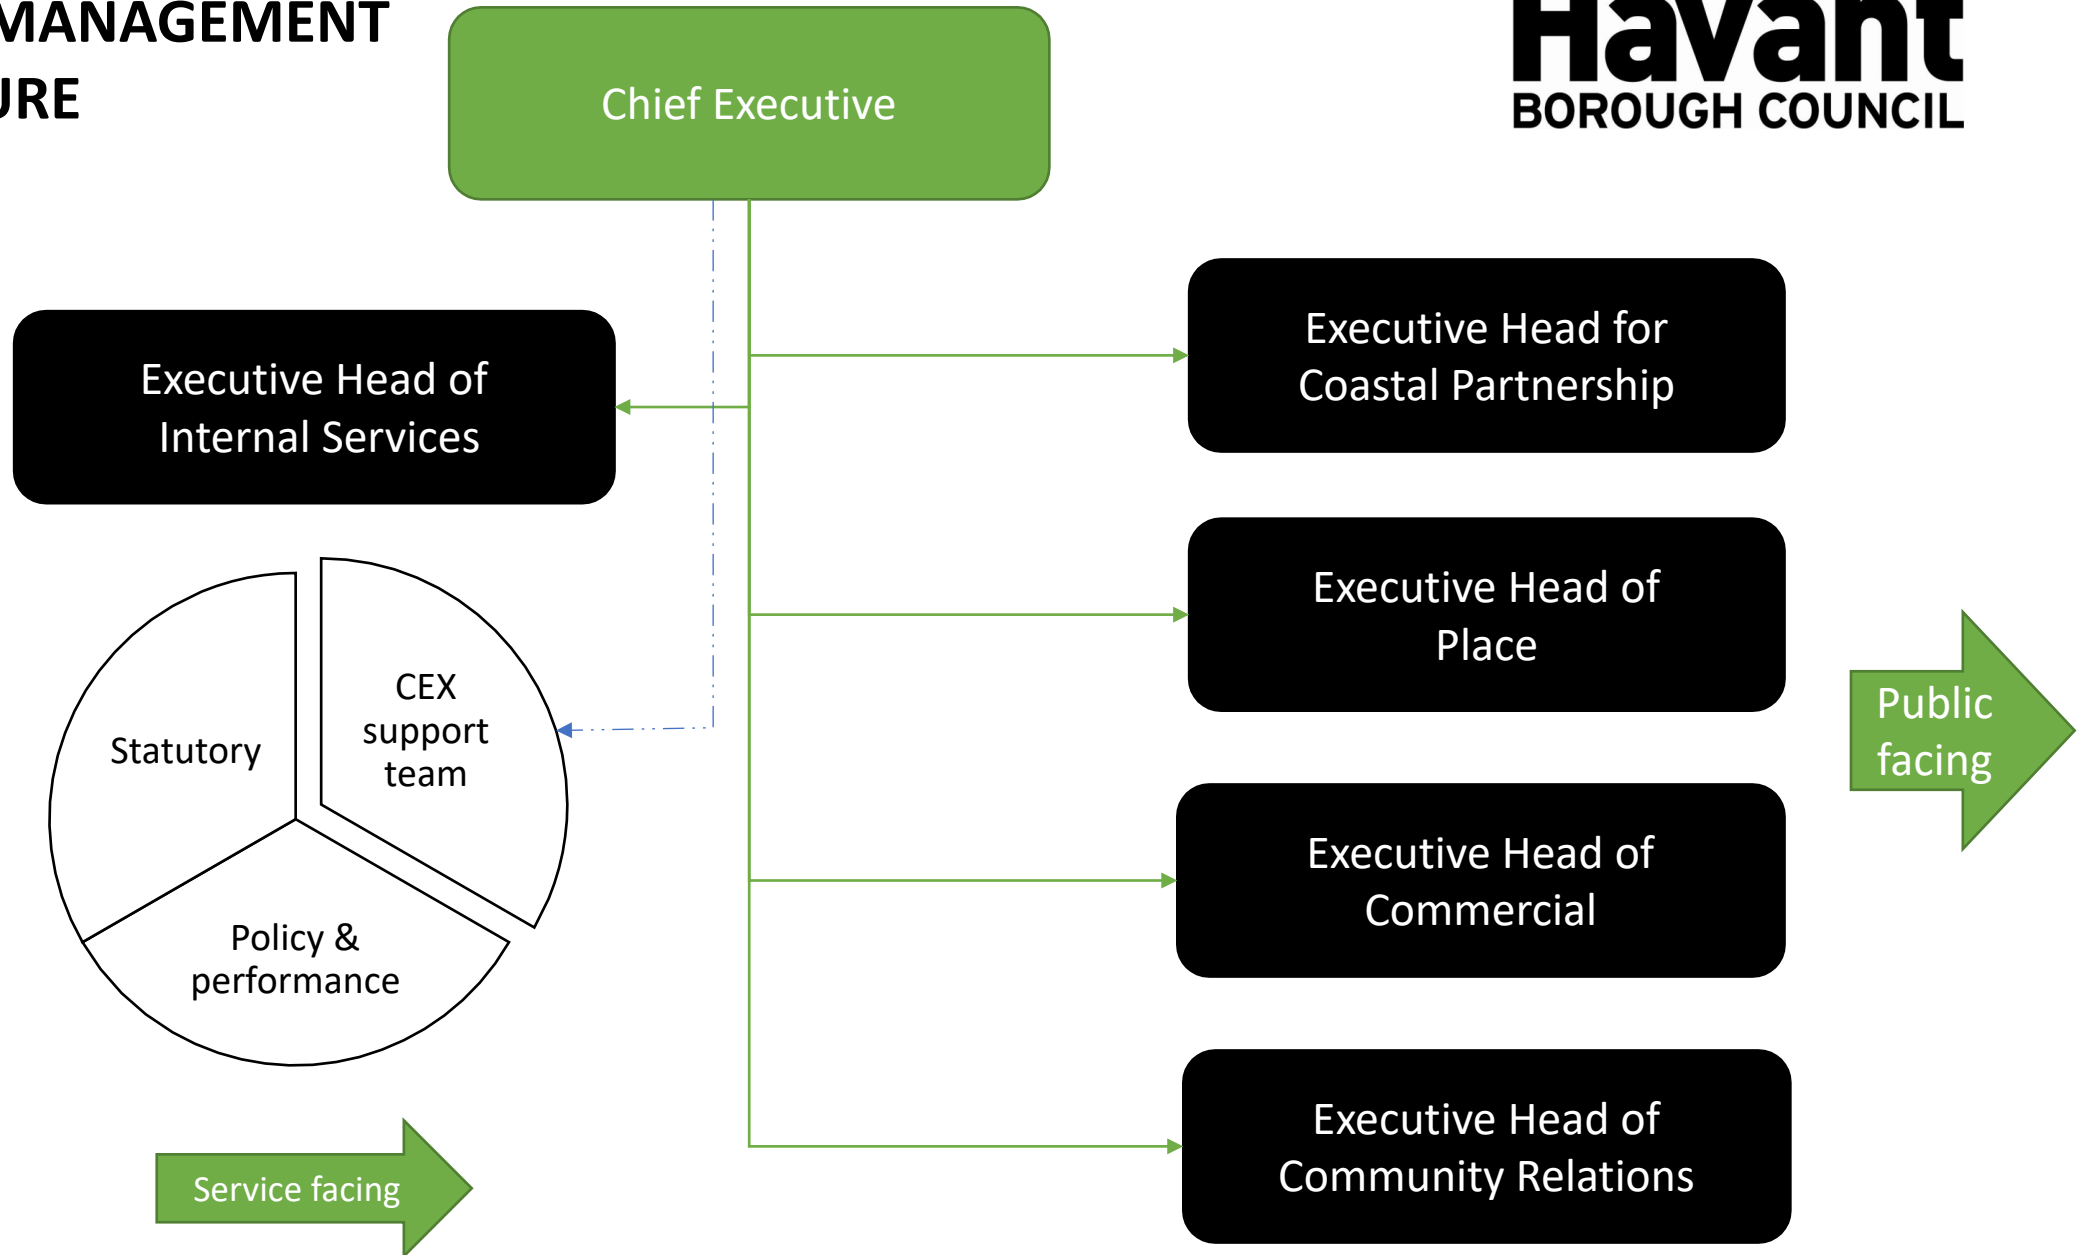 MANAGEMENT
URE
Chief Executive
Havant
BOROUGH COUNCIL
Executive Head of
Internal Services
Executive Head for
Coastal Partnership
Executive Head of
Place
Executive Head of
Commercial
Executive Head of
Community Relations
Statutory
CEX
support
team
Policy &
performance
Public
facing
Service facing